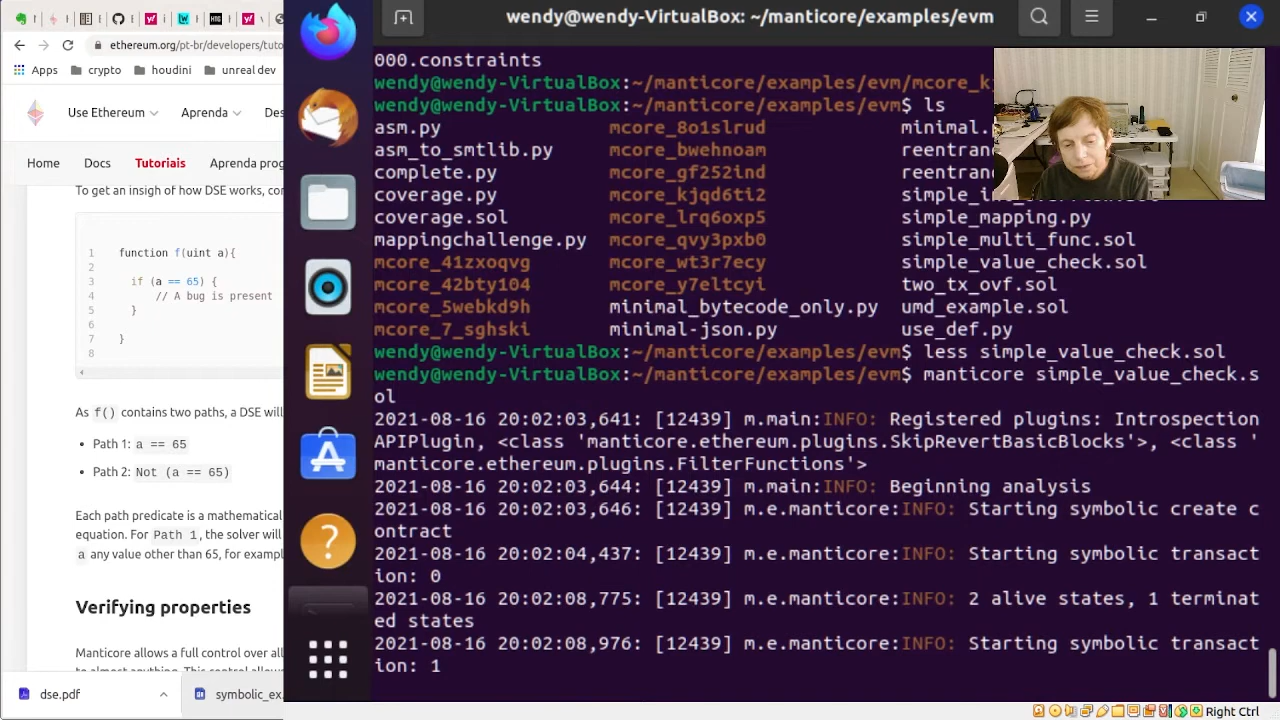 wendy@wendy-VirtualBox: ~/manticore/examples/evm
ethereum.org/pt-br/developers/tuto
Apps
crypto
houdini
unreal dev
Use Ethereum
Aprenda
Des
Home
Docs
Tutoriais
Aprenda prog
To get an insigh of how DSE works, con
1 function f(uint a){
2
3 if (a == 65) {
4 // A bug is present
5 }
6
7 }
8
As f() contains two paths, a DSE will
Path 1: a == 65
Path 2: Not (a == 65)
Each path predicate is a mathematical
equation. For Path 1, the solver will
a any value other than 65, for example
Verifying properties
Manticore allows a full control over all
dse.pdf
symbolic_ex
000.constraints
wendy@wendy-VirtualBox:~/manticore/examples/evm/mcore_kj
wendy@wendy-VirtualBox:~/manticore/examples/evm$ ls
asm.py mcore_8o1slrud minimal.
asm_to_smtlib.py mcore_bwehnoam reentran
complete.py mcore_gf252ind reentran
coverage.py mcore_kjqd6ti2
coverage.sol mcore_lrq6oxp5 simple_mapping.py
mappingchallenge.py mcore_qvy3pxb0 simple_multi_func.sol
mcore_41zxoqvg mcore_wt3r7ecy simple_value_check.sol
mcore_42bty104 mcore_y7eltcyi two_tx_ovf.sol
mcore_5webkd9h minimal_bytecode_only.py umd_example.sol
mcore_7_sghski minimal-json.py use_def.py
wendy@wendy-VirtualBox:~/manticore/examples/evm$ less simple_value_check.sol
wendy@wendy-VirtualBox:~/manticore/examples/evm$ manticore simple_value_check.s
ol
2021-08-16 20:02:03,641: [12439] m.main:INFO: Registered plugins: Introspection
APIPlugin, <class 'manticore.ethereum.plugins.SkipRevertBasicBlocks'>, <class '
manticore.ethereum.plugins.FilterFunctions'>
2021-08-16 20:02:03,644: [12439] m.main:INFO: Beginning analysis
2021-08-16 20:02:03,646: [12439] m.e.manticore:INFO: Starting symbolic create c
ontract
2021-08-16 20:02:04,437: [12439] m.e.manticore:INFO: Starting symbolic transact
ion: 0
2021-08-16 20:02:08,775: [12439] m.e.manticore:INFO: 2 alive states, 1 terminat
ed states
2021-08-16 20:02:08,976: [12439] m.e.manticore:INFO: Starting symbolic transact
ion: 1
Right Ctrl